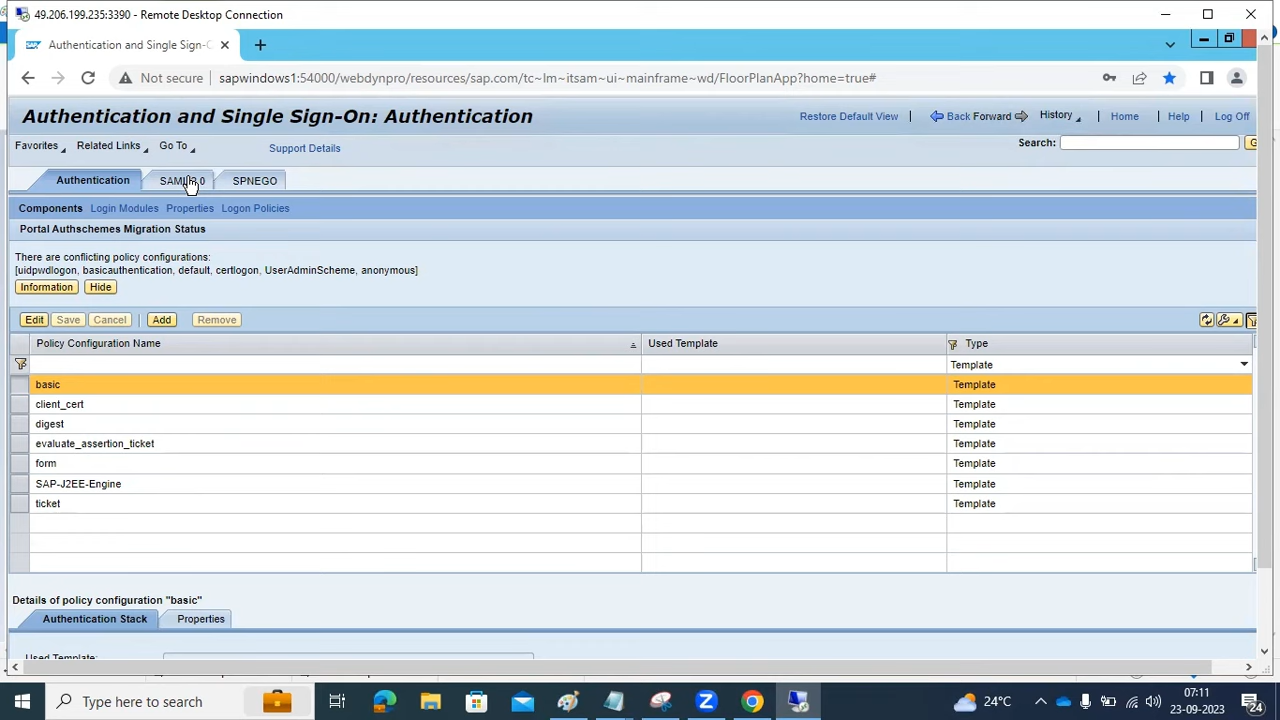 49.206.199.235:3390 - Remote Desktop Connection
Authentication and Single Sign-O
Not secure sapwindows1:54000/webdynpro/resources/sap.com/tc~lm~itsam~ui~mainframe~wd/FloorPlanApp?home=true#
Authentication and Single Sign-On: Authentication
Restore Default View Back Forward History Home Help Log Off
Favorites Related Links Go To Support Details Search:
Authentication SPNEGO
Components Login Modules Properties Logon Policies
Portal Authschemes Migration Status
There are conflicting policy configurations:
[uidpwdlogon, basicauthentication, default, certlogon, UserAdminScheme, anonymous]
Information Hide
Edit Save Cancel Add Remove
Policy Configuration Name Used Template Type
Template
basic Template
client_cert Template
digest Template
evaluate_assertion_ticket Template
form Template
SAP-J2EE-Engine Template
ticket Template
Details of policy configuration "basic"
Authentication Stack Properties
Used Template:
Type here to search 24°C 07:11
23-09-2023 24